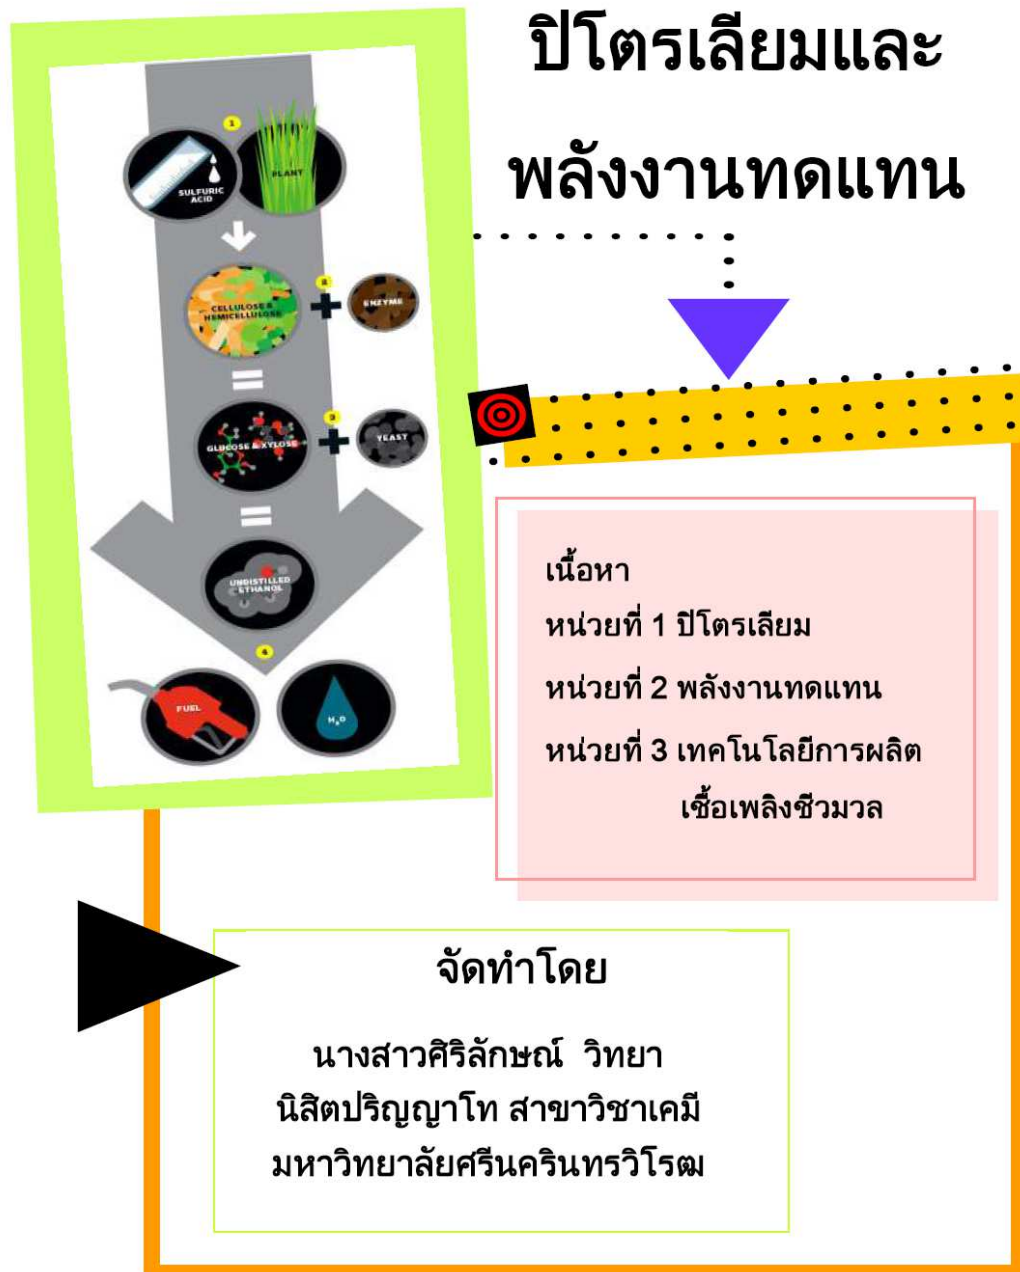 ปิโตรเลียมและ
พลังงานทดแทน
1
SULFURIC
ACID
PLANT
8
CELLULOSE &
HEMICELLULOSE
ENZYME
=
9
GLUCOSE & XYLOSE
YEAST
=
UNDISTILLED
ETHANOL
4
FUEL
H₂O
เนื้อหา
หน่วยที่ 1 ปิโตรเลียม
หน่วยที่ 2 พลังงานทดแทน
หน่วยที่ 3 เทคโนโลยีการผลิต
เชื้อเพลิงชีวมวล
จัดทำโดย
นางสาวศิริลักษณ์ วิทยา
นิสิตปริญญาโท สาขาวิชาเคมี
มหาวิทยาลัยศรีนครินทรวิโรฒ